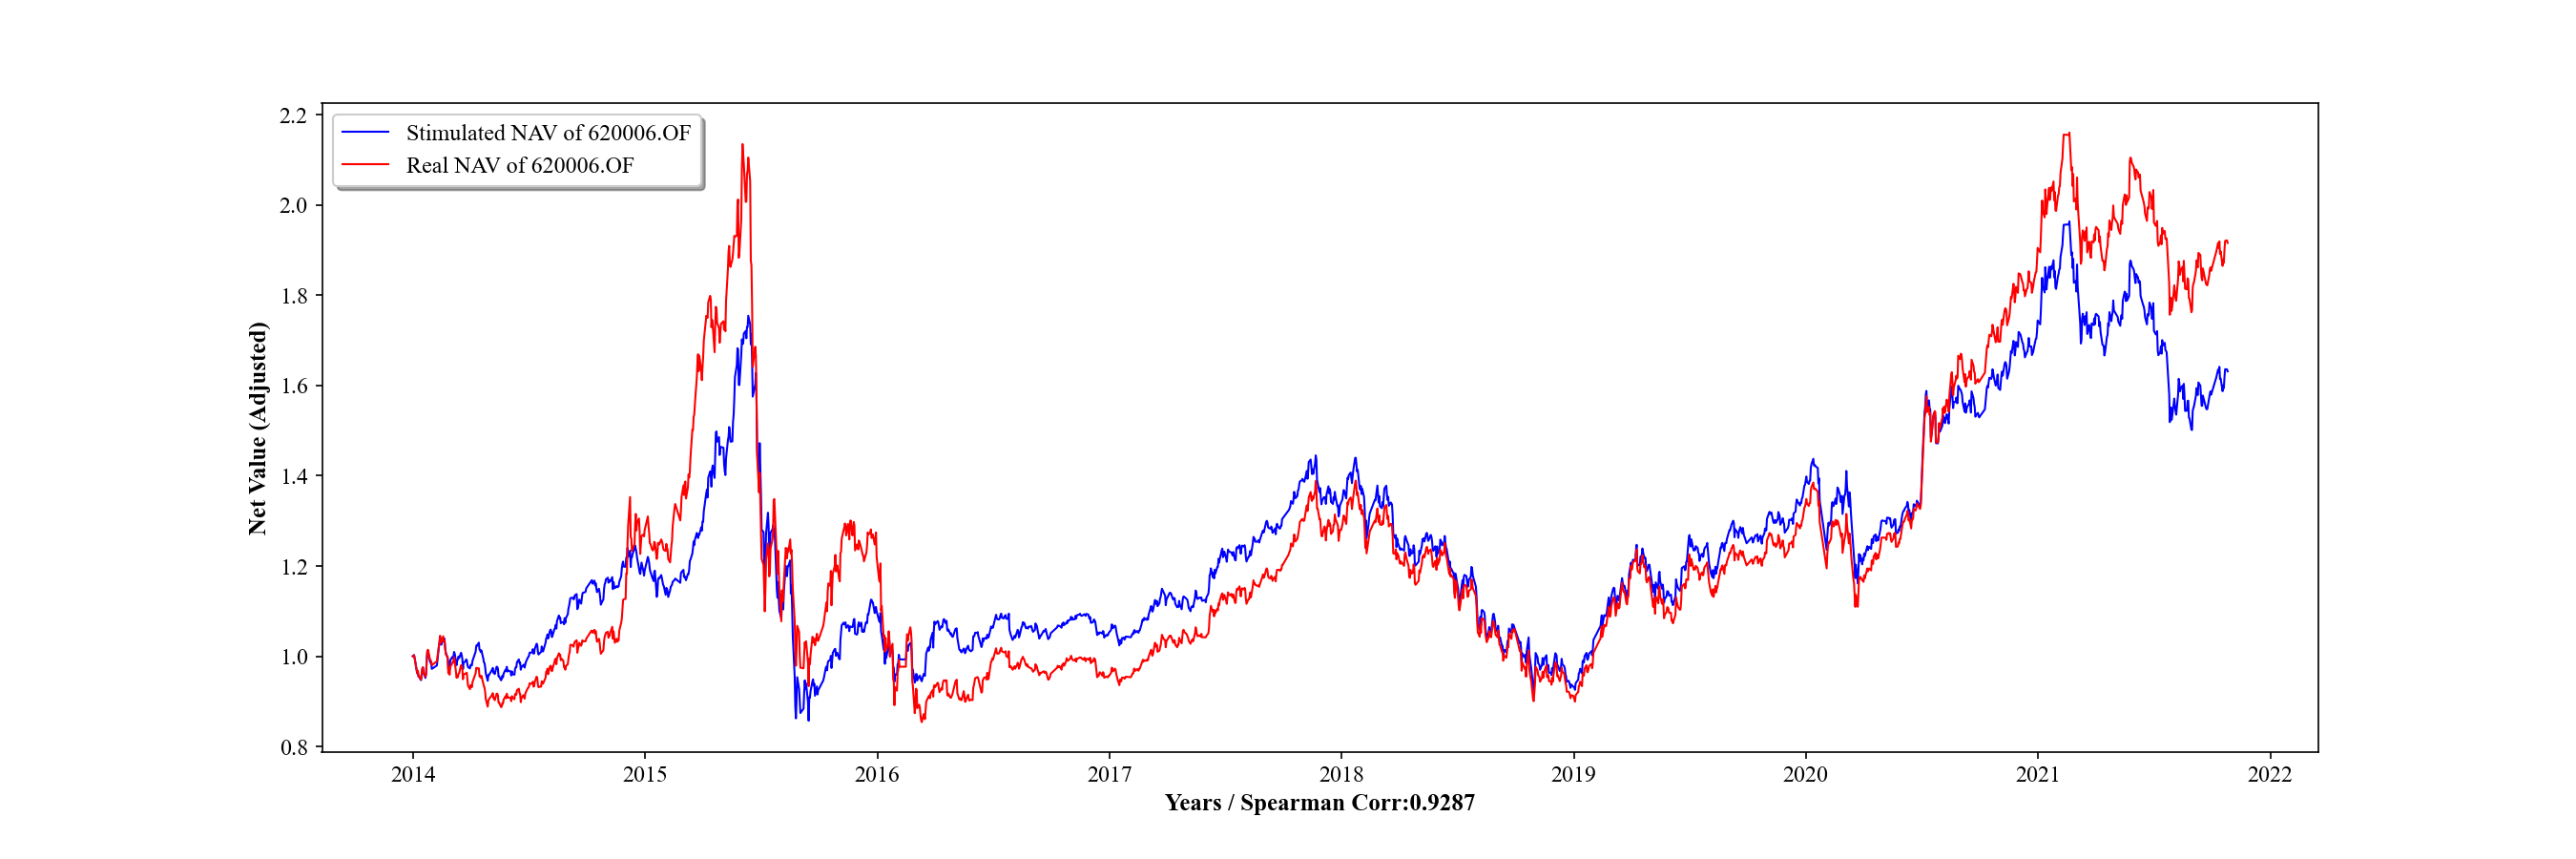 Stimulated NAV of 620006.OF
Real NAV of 620006.OF
Net Value (Adjusted)
2.2
2.0
1.8
1.6
1.4
1.2
1.0
0.8
2014 2015 2016 2017 2018 2019 2020 2021 2022
Years / Spearman Corr:0.9287